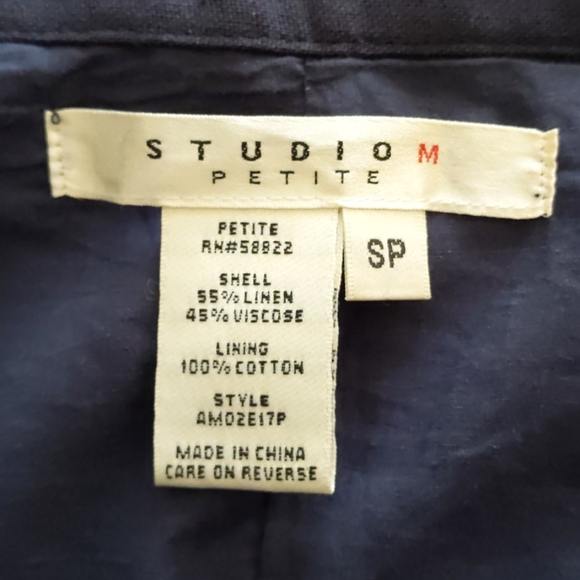 STUDIO M
PETITE
PETITE
RN#58822
SHELL
55% LINEN
45% VISCOSE
LINING
100% COTTON
STYLE
AM02E17P
MADE IN CHINA
CARE ON REVERSE
SP